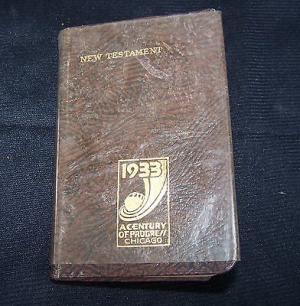 NEW TESTAMENT
1933
A CENTURY
OF PROGRESS
CHICAGO